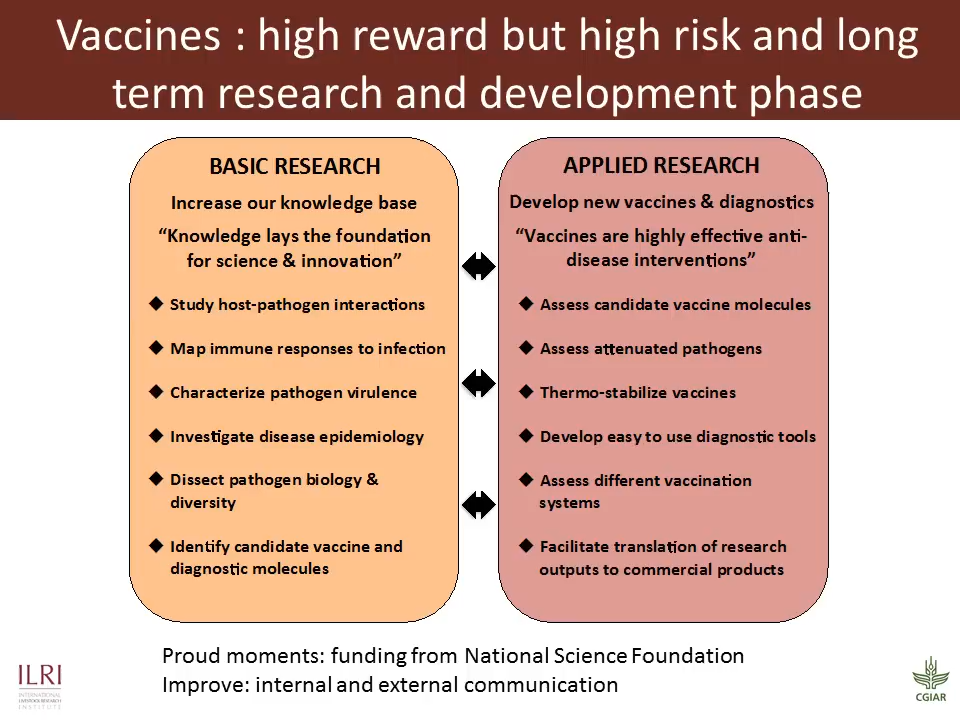 Vaccines : high reward but high risk and long
term research and development phase
BASIC RESEARCH
Increase our knowledge base
“Knowledge lays the foundation
for science & innovation”
◆ Study host-pathogen interactions
◆ Map immune responses to infection
◆ Characterize pathogen virulence
◆ Investigate disease epidemiology
◆ Dissect pathogen biology &
diversity
◆ Identify candidate vaccine and
diagnostic molecules
APPLIED RESEARCH
Develop new vaccines & diagnostics
“Vaccines are highly effective anti-
disease interventions”
◆ Assess candidate vaccine molecules
◆ Assess attenuated pathogens
◆ Thermo-stabilize vaccines
◆ Develop easy to use diagnostic tools
◆ Assess different vaccination
systems
◆ Facilitate translation of research
outputs to commercial products
Proud moments: funding from National Science Foundation
Improve: internal and external communication
ILRI
INTERNATIONAL
LIVESTOCK RESEARCH
INSTITUTE
CGIAR